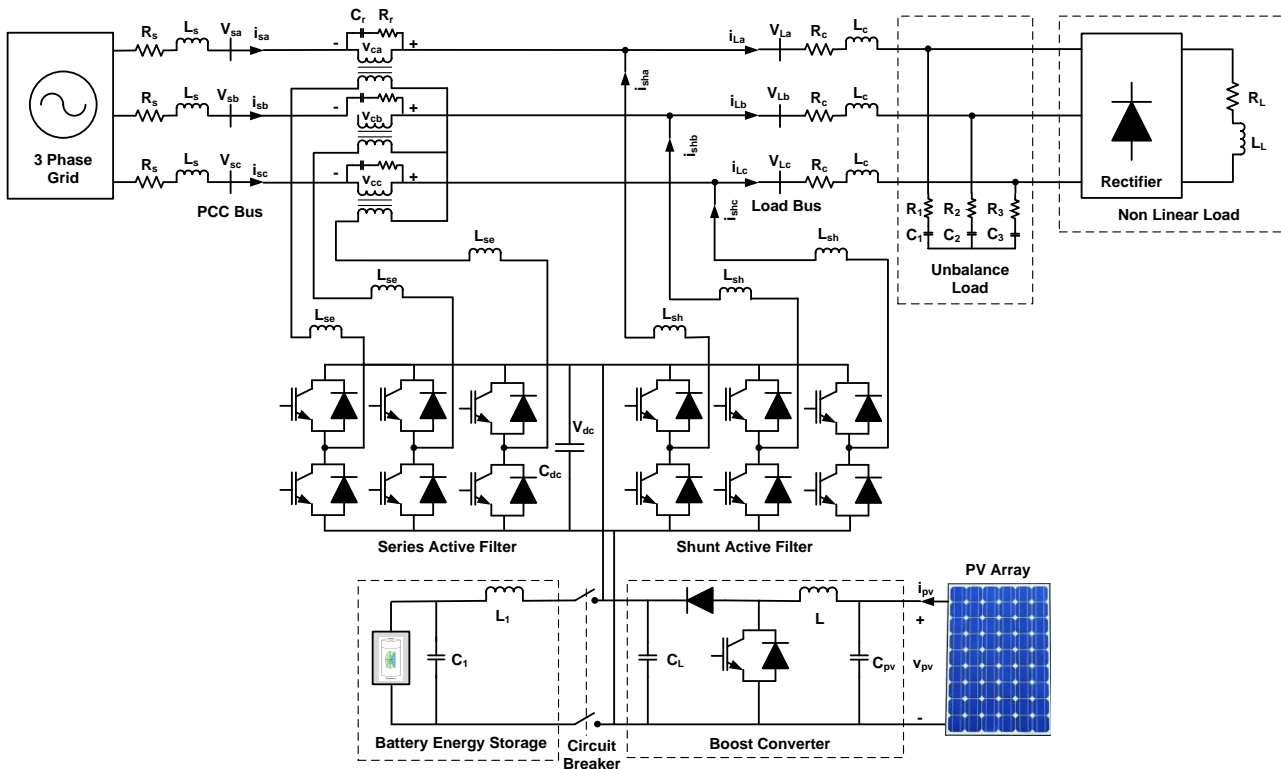 Cr Rr
Rs Ls Vsa isa - vca + iLa VLa Rc Lc
isha
Rs Ls Vsb isb - vcb + iLb VLb Rc Lc
ishb
3 Phase
Grid
Rs Ls Vsc isc - vcc + iLc VLc Rc Lc
ishc
PCC Bus
Load Bus
RL
LL
Rectifier
Non Linear Load
R1 R2 R3
C1 C2 C3
Unbalance
Load
Lse
Lse
Lse
Lsh
Lsh
Lsh
Vdc
Cdc
Series Active Filter
Shunt Active Filter
PV Array
L1
C1
Battery Energy Storage
Circuit
Breaker
CL
L
Cpv
ipv
+
vpv
-
Boost Converter